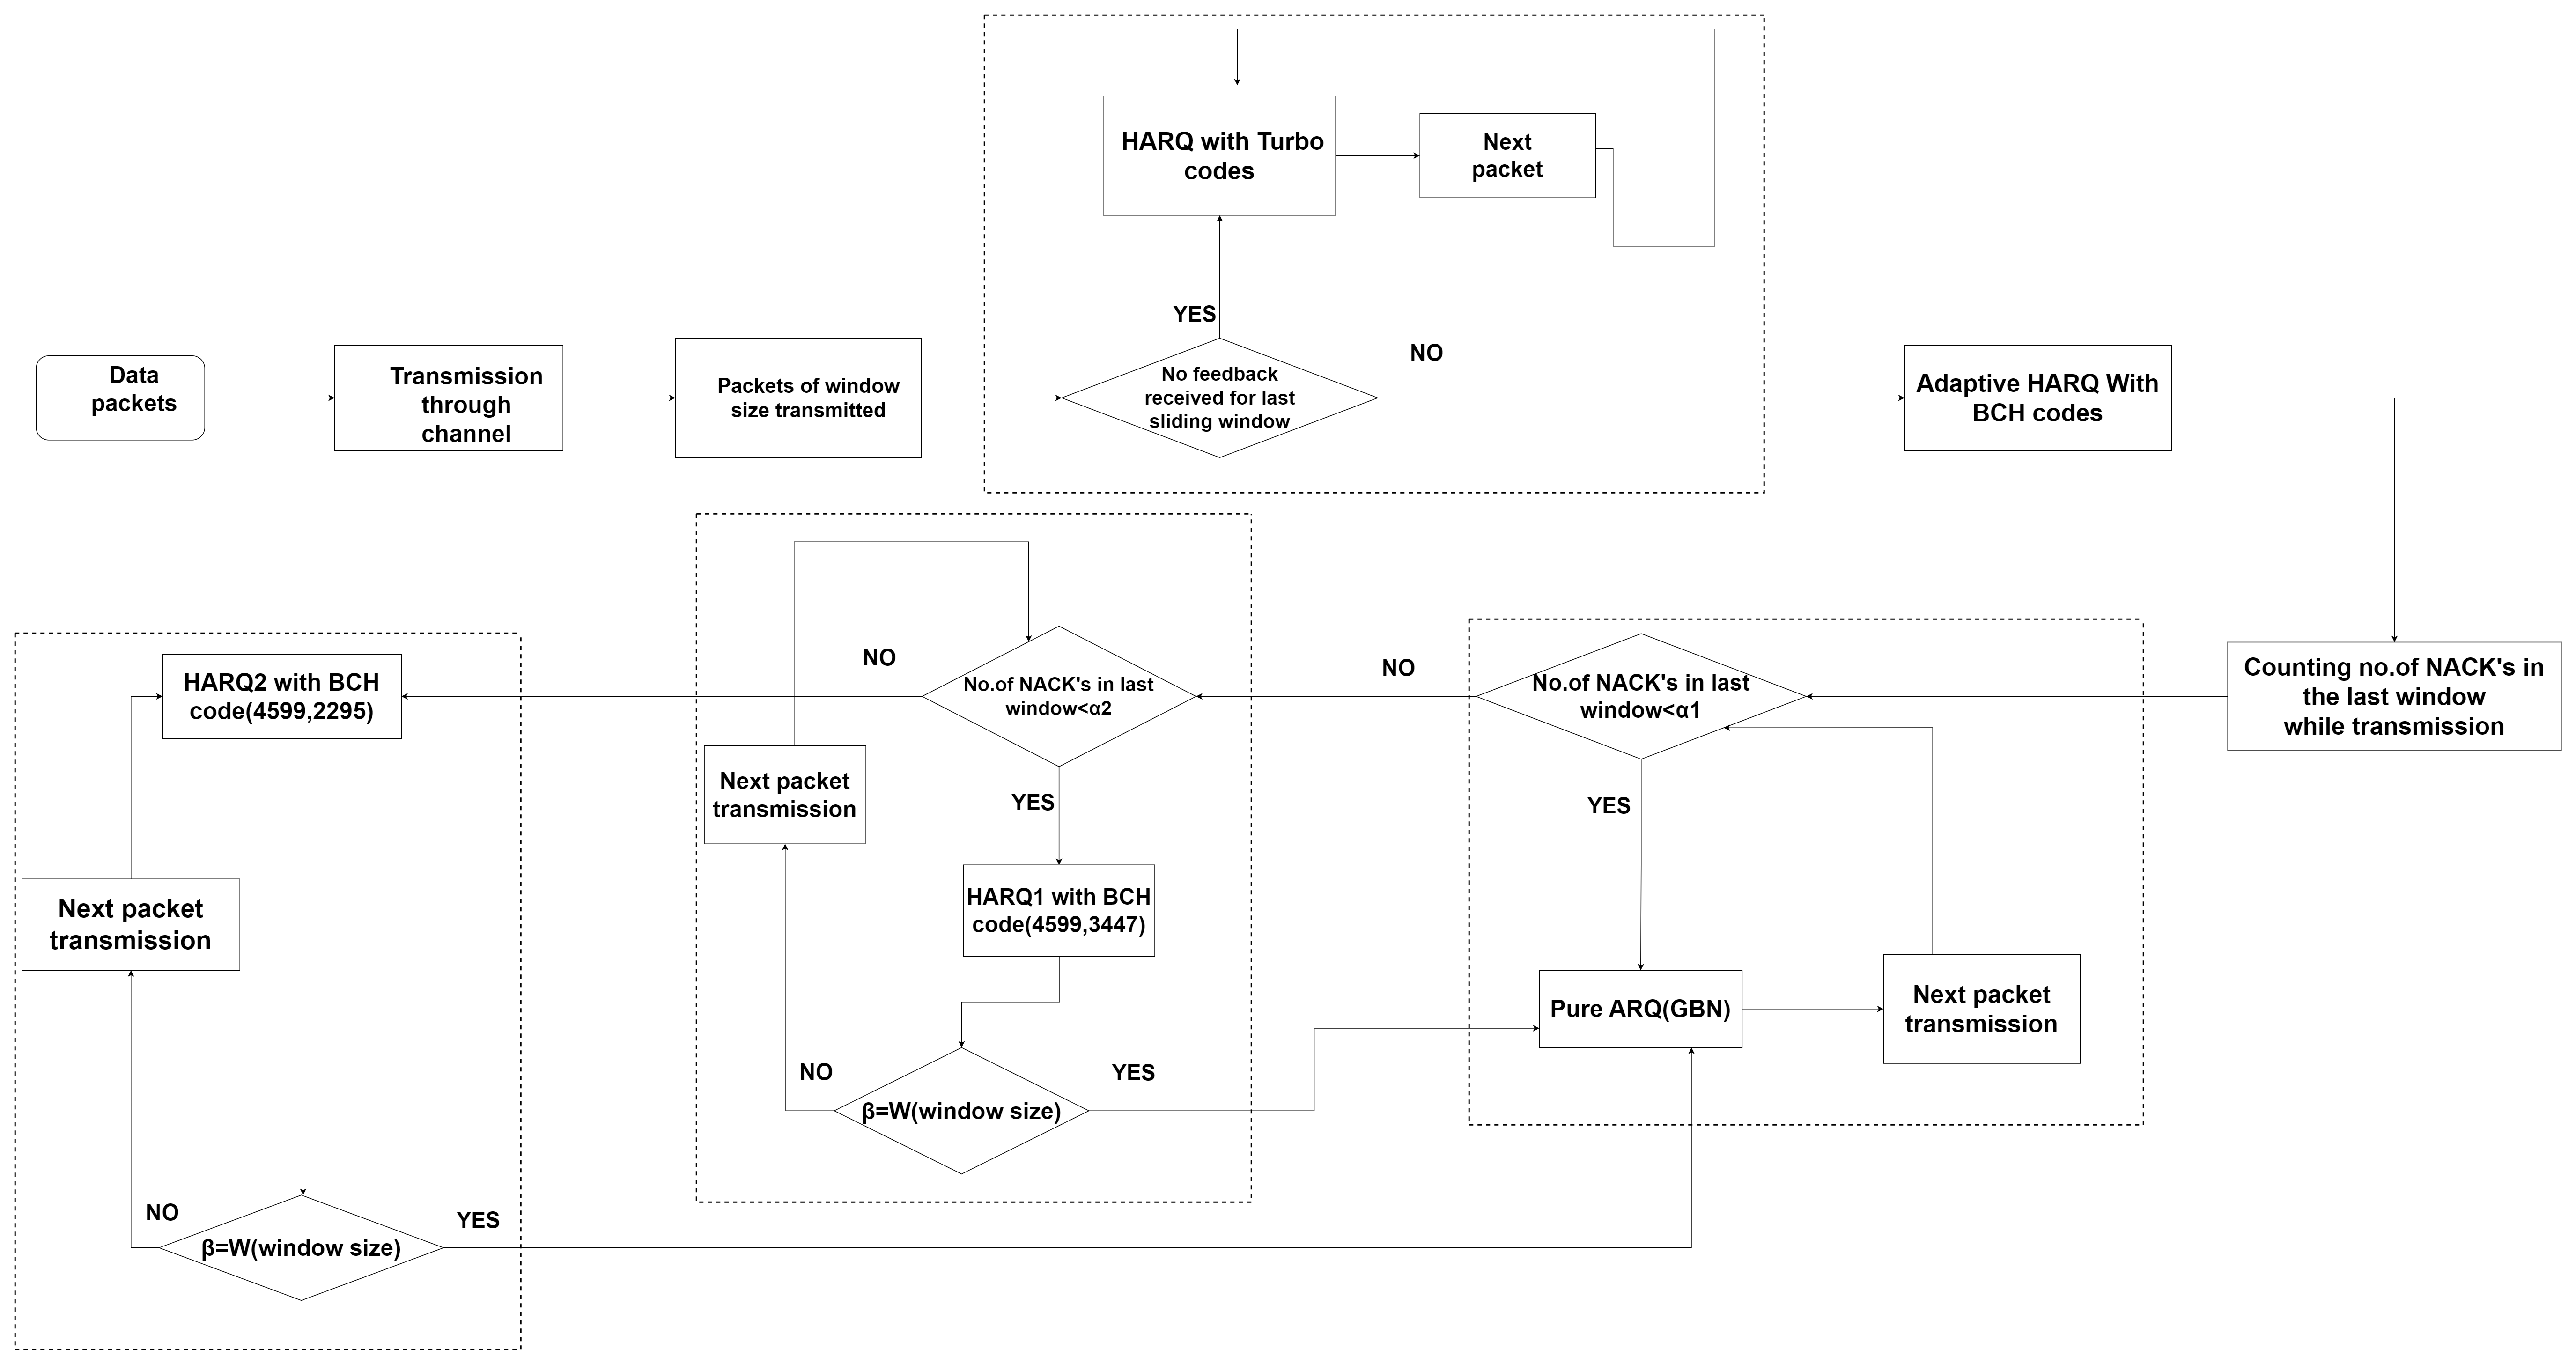 HARQ with Turbo
codes
Next
packet
YES
NO
Data
packets
Transmission
through
channel
Packets of window
size transmitted
No feedback
received for last
sliding window
Adaptive HARQ With
BCH codes
Counting no.of NACK's in
the last window
while transmission
No.of NACK's in last
window<α1
NO
YES
Pure ARQ(GBN)
Next packet
transmission
No.of NACK's in last
window<α2
NO
YES
HARQ1 with BCH
code(4599,3447)
Next packet
transmission
β=W(window size)
NO
YES
HARQ2 with BCH
code(4599,2295)
Next packet
transmission
β=W(window size)
NO
YES